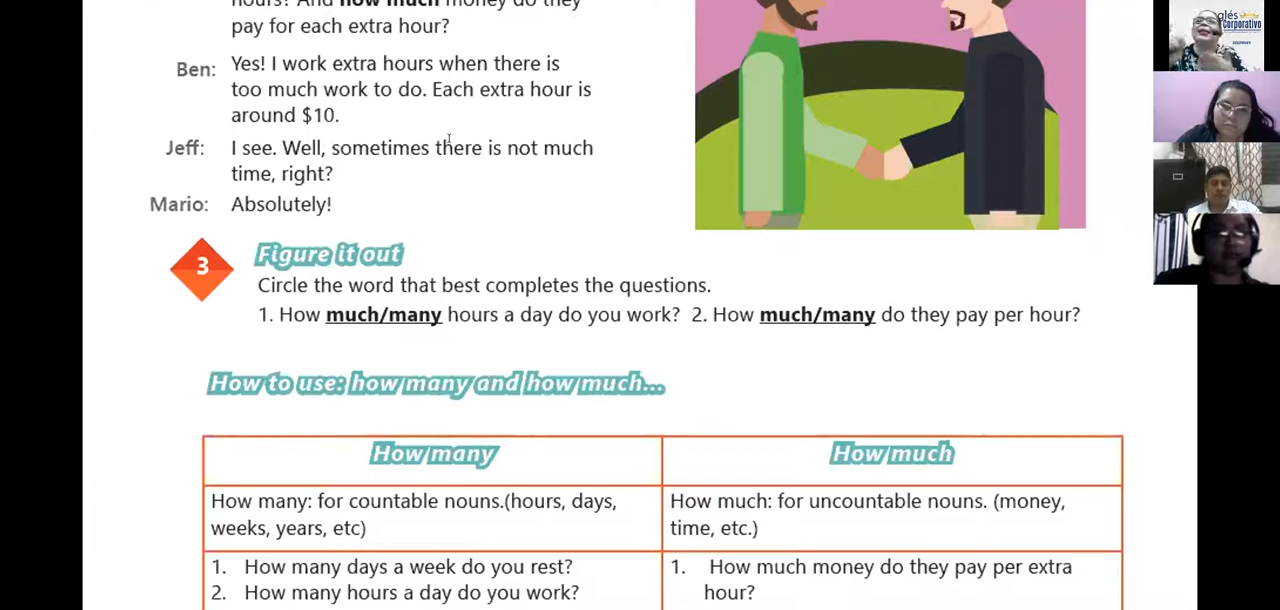 hours? And how much money do they
pay for each extra hour?
Ben: Yes! I work extra hours when there is
too much work to do. Each extra hour is
around $10.
Jeff: I see. Well, sometimes there is not much
time, right?
Mario: Absolutely!
3 Figure it out
Circle the word that best completes the questions.
1. How much/many hours a day do you work? 2. How much/many do they pay per hour?
How to use: how many and how much...
How many
How much
How many: for countable nouns.(hours, days,
weeks, years, etc)
How much: for uncountable nouns. (money,
time, etc.)
1. How many days a week do you rest?
2. How many hours a day do you work?
1. How much money do they pay per extra
hour?
glés
Corporativo